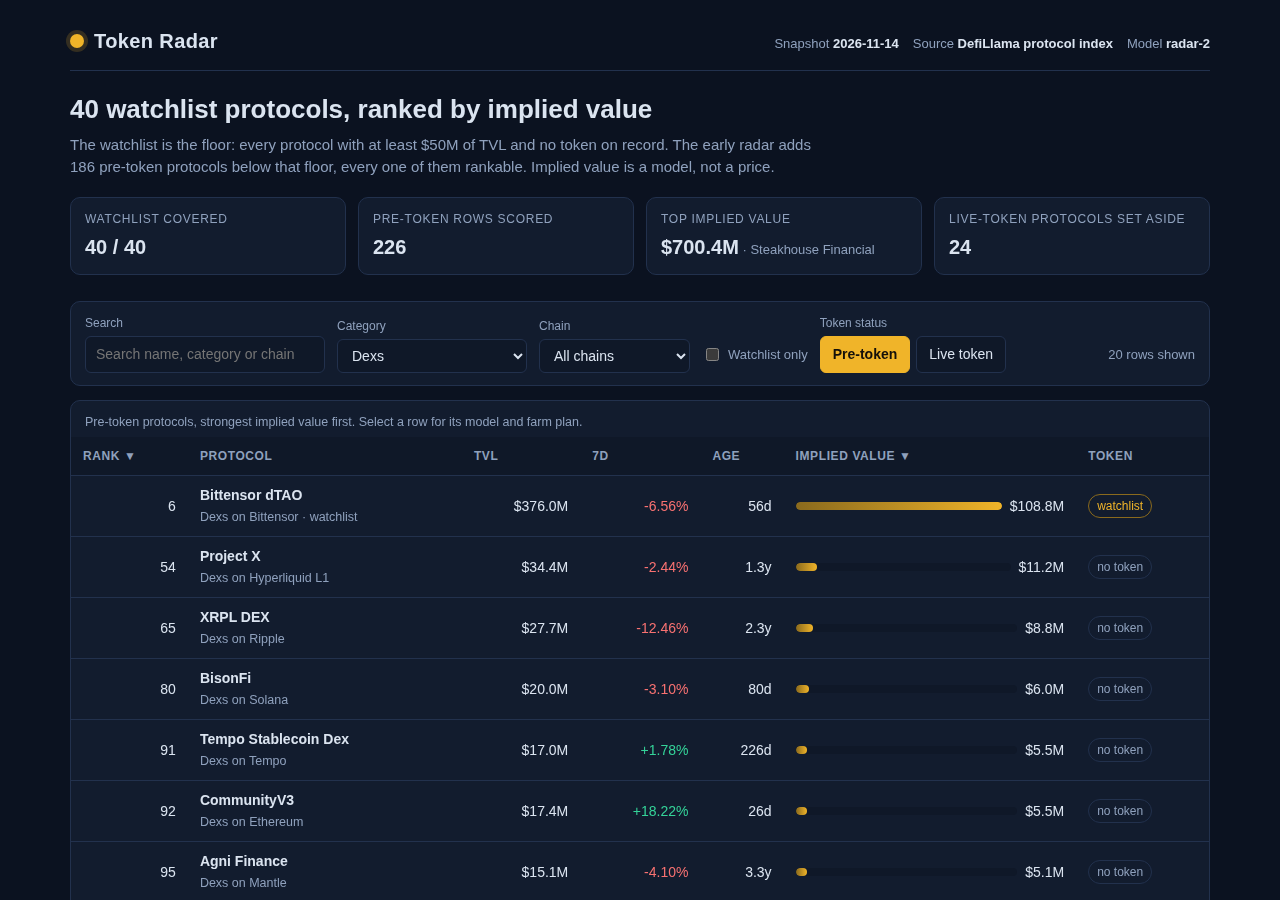 Token Radar
Snapshot 2026-11-14 Source DefiLlama protocol index Model radar-2
40 watchlist protocols, ranked by implied value
The watchlist is the floor: every protocol with at least $50M of TVL and no token on record. The early radar adds
186 pre-token protocols below that floor, every one of them rankable. Implied value is a model, not a price.
WATCHLIST COVERED
40 / 40
PRE-TOKEN ROWS SCORED
226
TOP IMPLIED VALUE
$700.4M · Steakhouse Financial
LIVE-TOKEN PROTOCOLS SET ASIDE
24
Search
Search name, category or chain
Category
Dexs
Chain
All chains
Watchlist only
Token status
Pre-token
Live token
20 rows shown
Pre-token protocols, strongest implied value first. Select a row for its model and farm plan.
RANK ▼ PROTOCOL TVL 7D AGE IMPLIED VALUE ▼ TOKEN
6 Bittensor dTAO $376.0M -6.56% 56d $108.8M watchlist
Dexs on Bittensor · watchlist
54 Project X $34.4M -2.44% 1.3y $11.2M no token
Dexs on Hyperliquid L1
65 XRPL DEX $27.7M -12.46% 2.3y $8.8M no token
Dexs on Ripple
80 BisonFi $20.0M -3.10% 80d $6.0M no token
Dexs on Solana
91 Tempo Stablecoin Dex $17.0M +1.78% 226d $5.5M no token
Dexs on Tempo
92 CommunityV3 $17.4M +18.22% 26d $5.5M no token
Dexs on Ethereum
95 Agni Finance $15.1M -4.10% 3.3y $5.1M no token
Dexs on Mantle